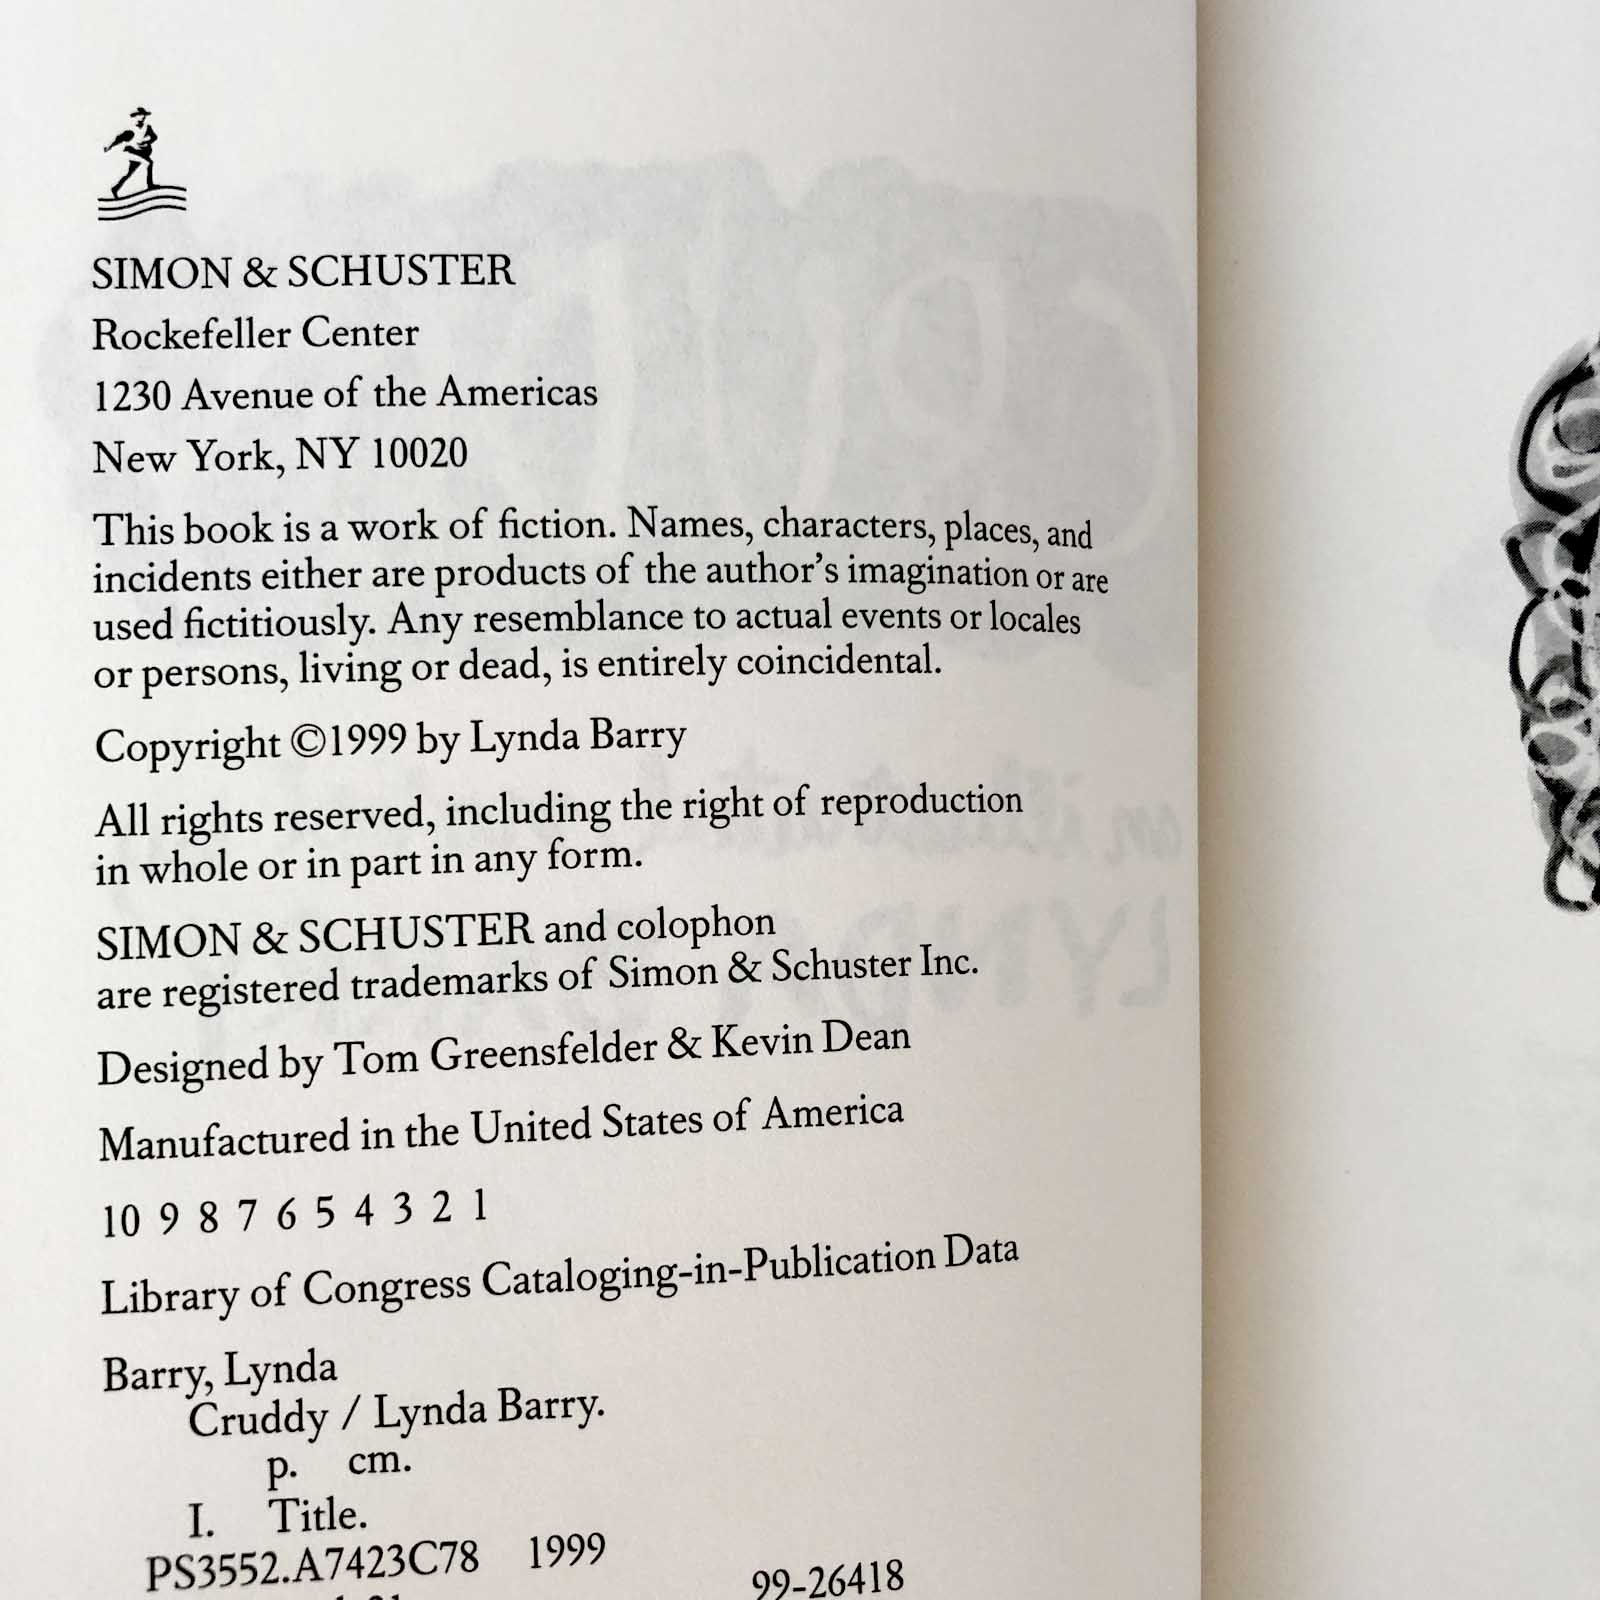 SIMON & SCHUSTER
Rockefeller Center
1230 Avenue of the Americas
New York, NY 10020
This book is a work of fiction. Names, characters, places, and
incidents either are products of the author's imagination or are
used fictitiously. Any resemblance to actual events or locales
or persons, living or dead, is entirely coincidental.
Copyright ©1999 by Lynda Barry
All rights reserved, including the right of reproduction
in whole or in part in any form.
SIMON & SCHUSTER and colophon
are registered trademarks of Simon & Schuster Inc.
Designed by Tom Greensfelder & Kevin Dean
Manufactured in the United States of America
10 9 8 7 6 5 4 3 2 1
Library of Congress Cataloging-in-Publication Data
Barry, Lynda
Cruddy / Lynda Barry.
p. cm.
I. Title.
PS3552.A7423C78 1999
99-26418